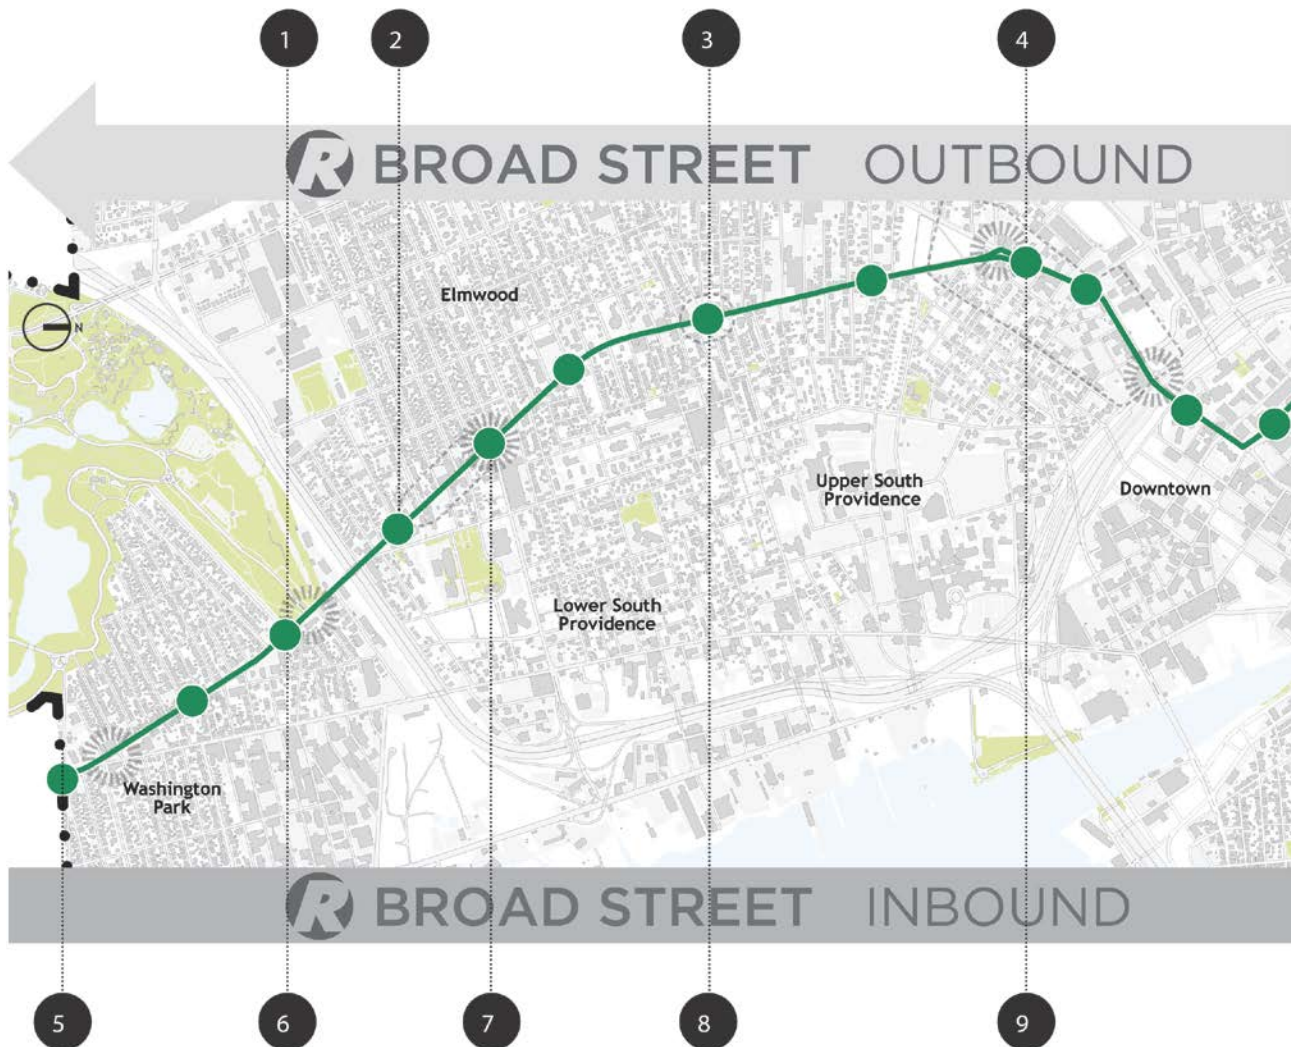 1
2
3
4
R BROAD STREET OUTBOUND
Elmwood
N
Upper South
Providence
Downtown
Lower South
Providence
Washington
Park
R BROAD STREET INBOUND
5
6
7
8
9